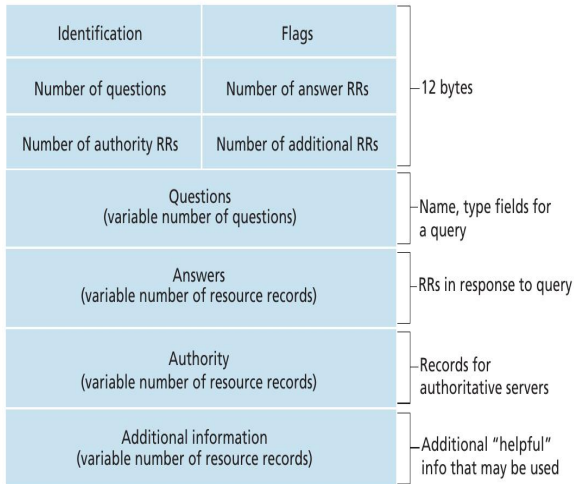 Identification
Flags
Number of questions
Number of answer RRs
12 bytes
Number of authority RRs
Number of additional RRs
Questions
(variable number of questions)
Name, type fields for
a query
Answers
(variable number of resource records)
RRs in response to query
Authority
(variable number of resource records)
Records for
authoritative servers
Additional information
(variable number of resource records)
Additional “helpful”
info that may be used